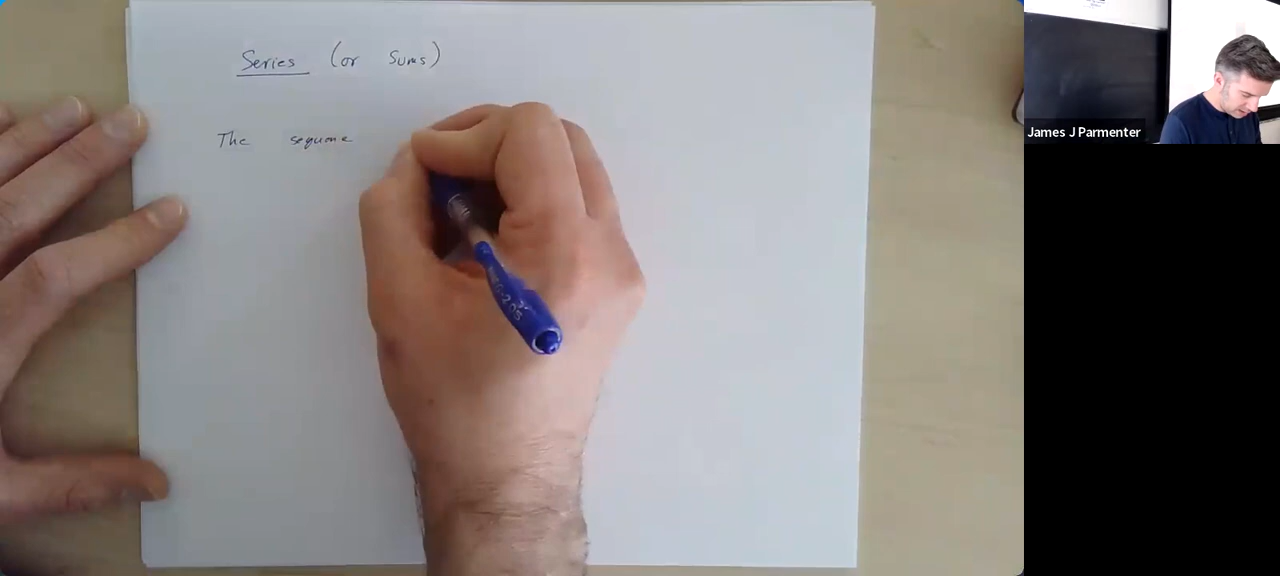 Series (or Sums)
The sequence
James J Parmenter